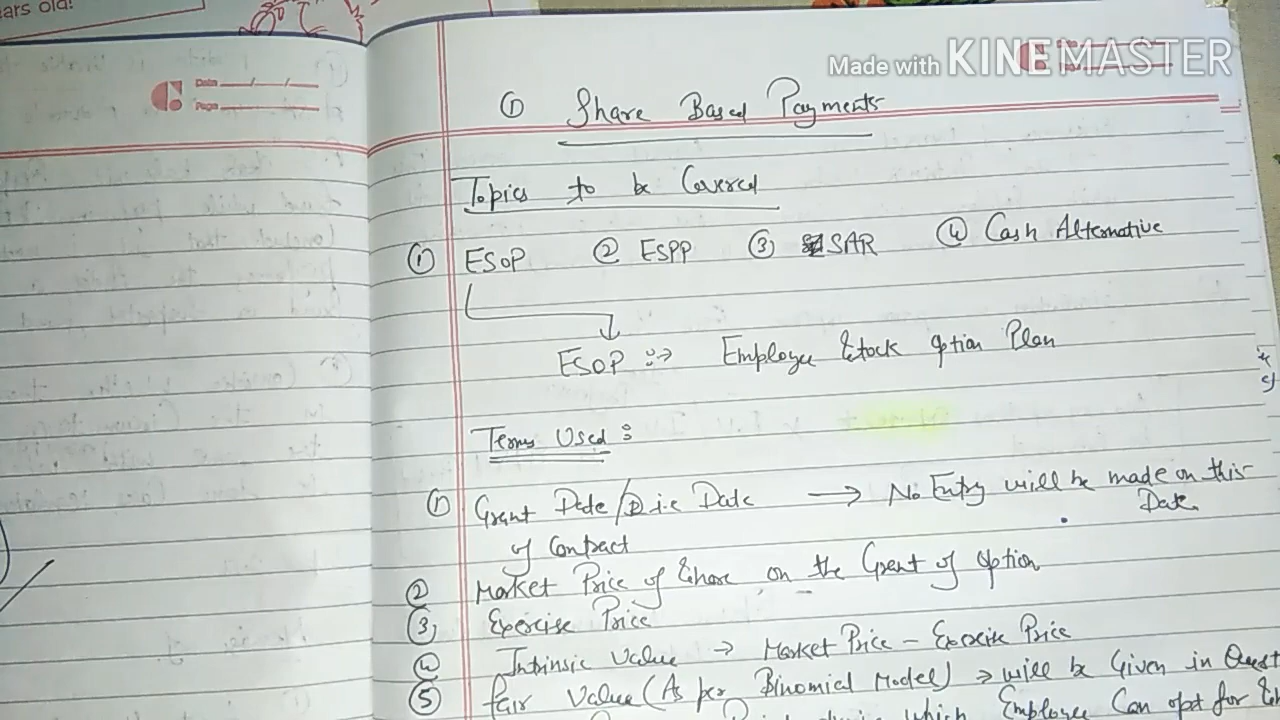 ears old!
Made with KINEMASTER
Date
Page
① Share Based Payments
Topics to be Covered
① ESOP ② ESPP ③ SAR ④ Cash Alternative
ESOP Employee Stock Option Plan
Terms Used :
① Grant Date / i.e Date → No Entry will be made on this Date.
of Contract
② Market Price of Share on the Grant of Option
③ Exercise Price
④ Intrinsic Value → Market Price - Exercise Price
⑤ Fair Value (As per Binomial Model) → will be Given in Quest
which Employee Can opt for